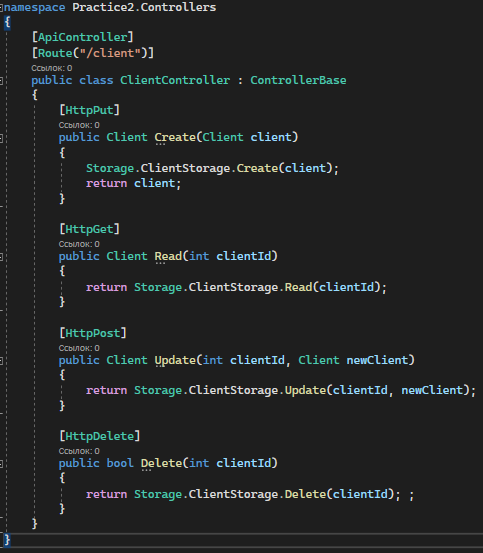 namespace Practice2.Controllers
{
[ApiController]
[Route("/client")]
Ссылок: 0
public class ClientController : ControllerBase
{
[HttpPut]
Ссылок: 0
public Client Create(Client client)
{
Storage.ClientStorage.Create(client);
return client;
}
[HttpGet]
Ссылок: 0
public Client Read(int clientId)
{
return Storage.ClientStorage.Read(clientId);
}
[HttpPost]
Ссылок: 0
public Client Update(int clientId, Client newClient)
{
return Storage.ClientStorage.Update(clientId, newClient);
}
[HttpDelete]
Ссылок: 0
public bool Delete(int clientId)
{
return Storage.ClientStorage.Delete(clientId); ;
}
}
}